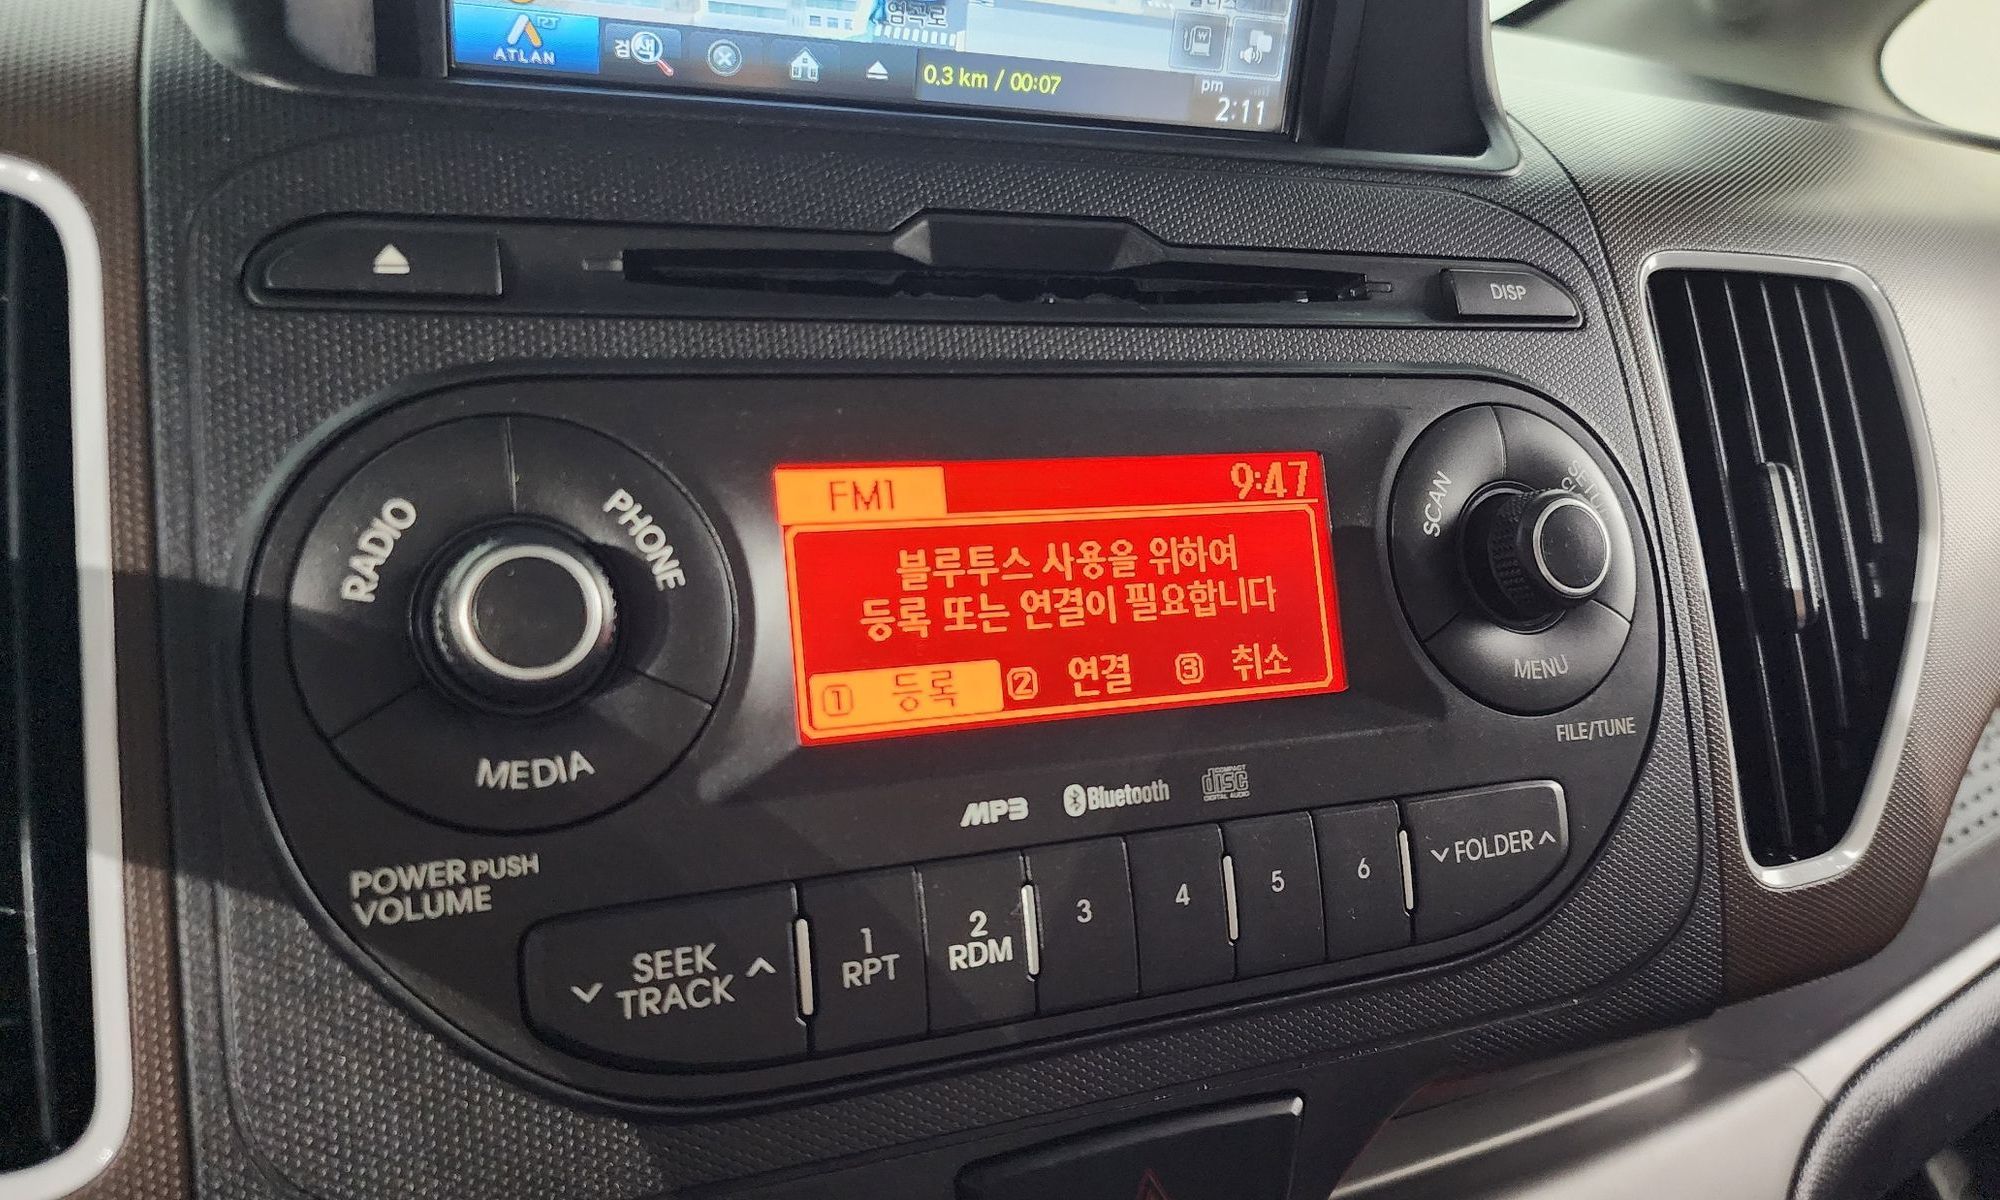 ATLAN
검색
0.3 km / 00:07
pm
2:11
DISP
RADIO
PHONE
MEDIA
POWER PUSH
VOLUME
FM1
9:47
블루투스 사용을 위하여
등록 또는 연결이 필요합니다
1 등록 2 연결 3 취소
SCAN
MENU
FILE/TUNE
MP3
Bluetooth
COMPACT
disc
DIGITAL AUDIO
SEEK
TRACK
1
RPT
2
RDM
3
4
5
6
FOLDER